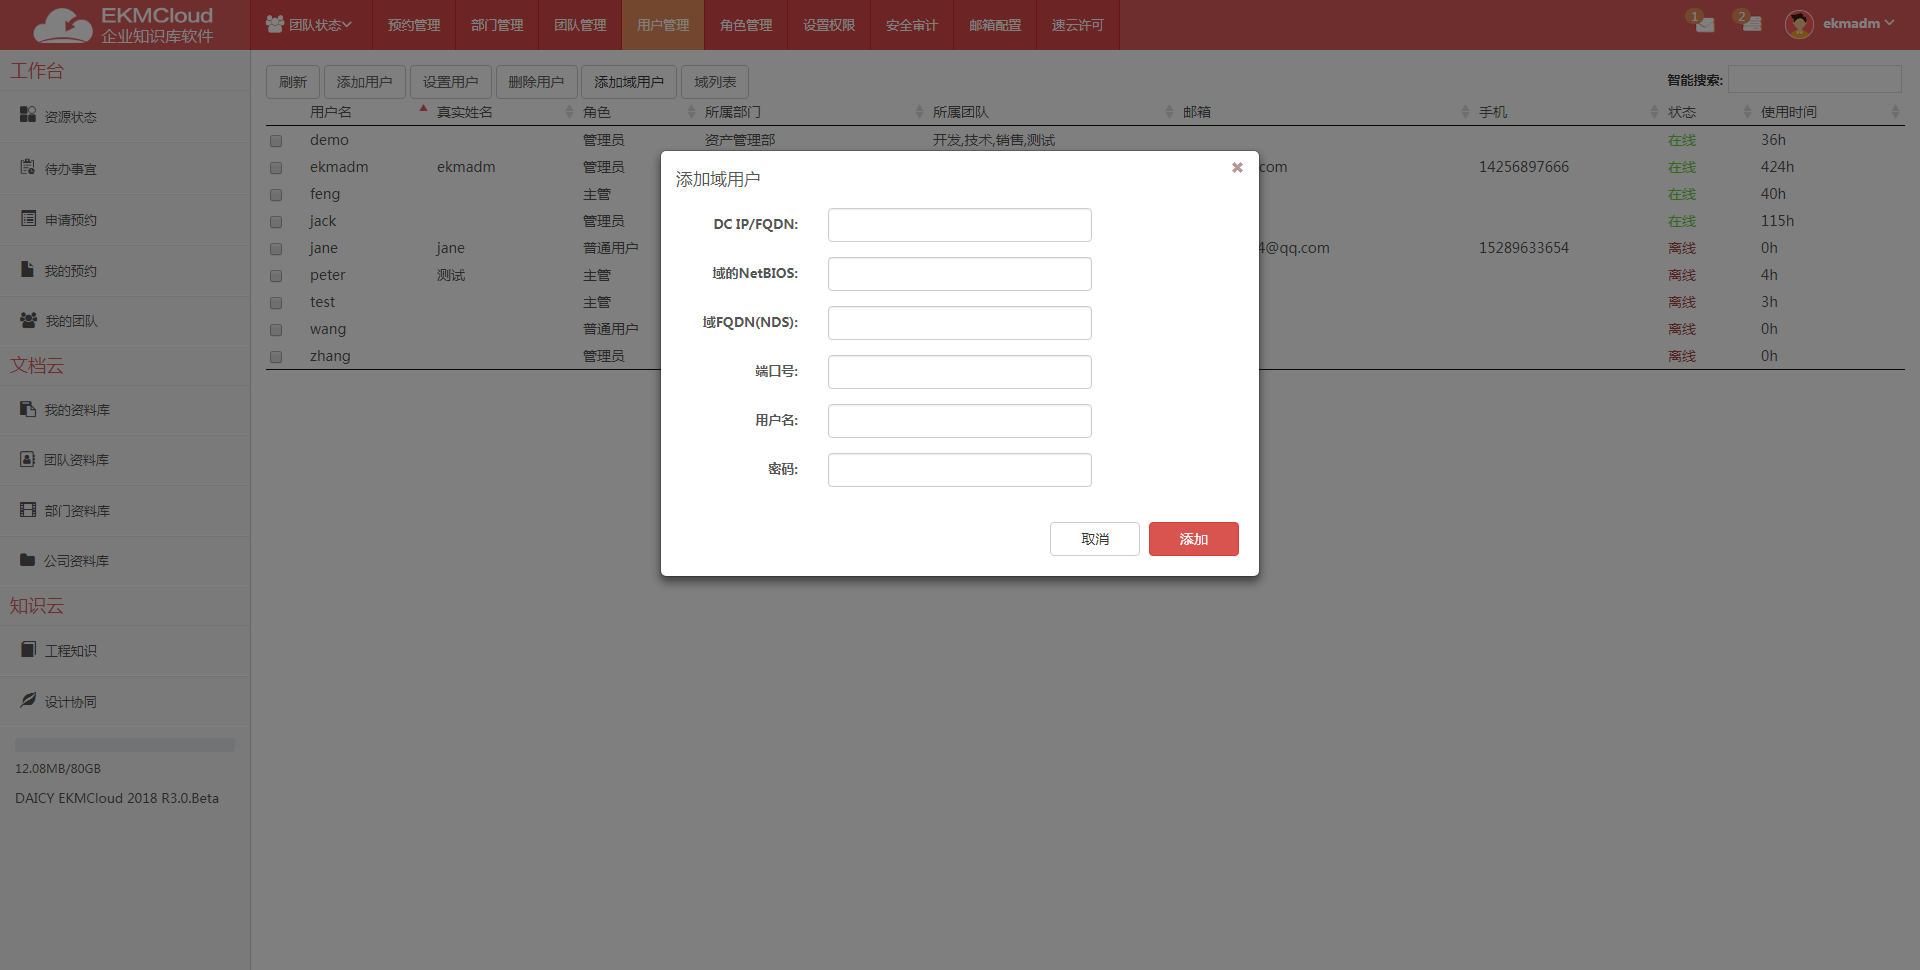 EKMCloud
企业知识库软件
团队状态 预约管理 部门管理 团队管理 用户管理 角色管理 设置权限 安全审计 邮箱配置 速云许可
1 2 ekmadm
工作台
资源状态
待办事宜
申请预约
我的预约
我的团队
文档云
我的资料库
团队资料库
部门资料库
公司资料库
知识云
工程知识
设计协同
12.08MB/80GB
DAICY EKMCloud 2018 R3.0.Beta
刷新 添加用户 设置用户 删除用户 添加域用户 域列表 智能搜索:
用户名 真实姓名 角色 所属部门 所属团队 邮箱 手机 状态 使用时间
demo 管理员 资产管理部 开发,技术,销售,测试 在线 36h
ekmadm ekmadm 管理员 com 14256897666 在线 424h
feng 主管 在线 40h
jack 管理员 在线 115h
jane jane 普通用户 4@qq.com 15289633654 离线 0h
peter 测试 主管 离线 4h
test 主管 离线 3h
wang 普通用户 离线 0h
zhang 管理员 离线 0h
添加域用户
DC IP/FQDN:
域的NetBIOS:
域FQDN(NDS):
端口号:
用户名:
密码:
取消 添加